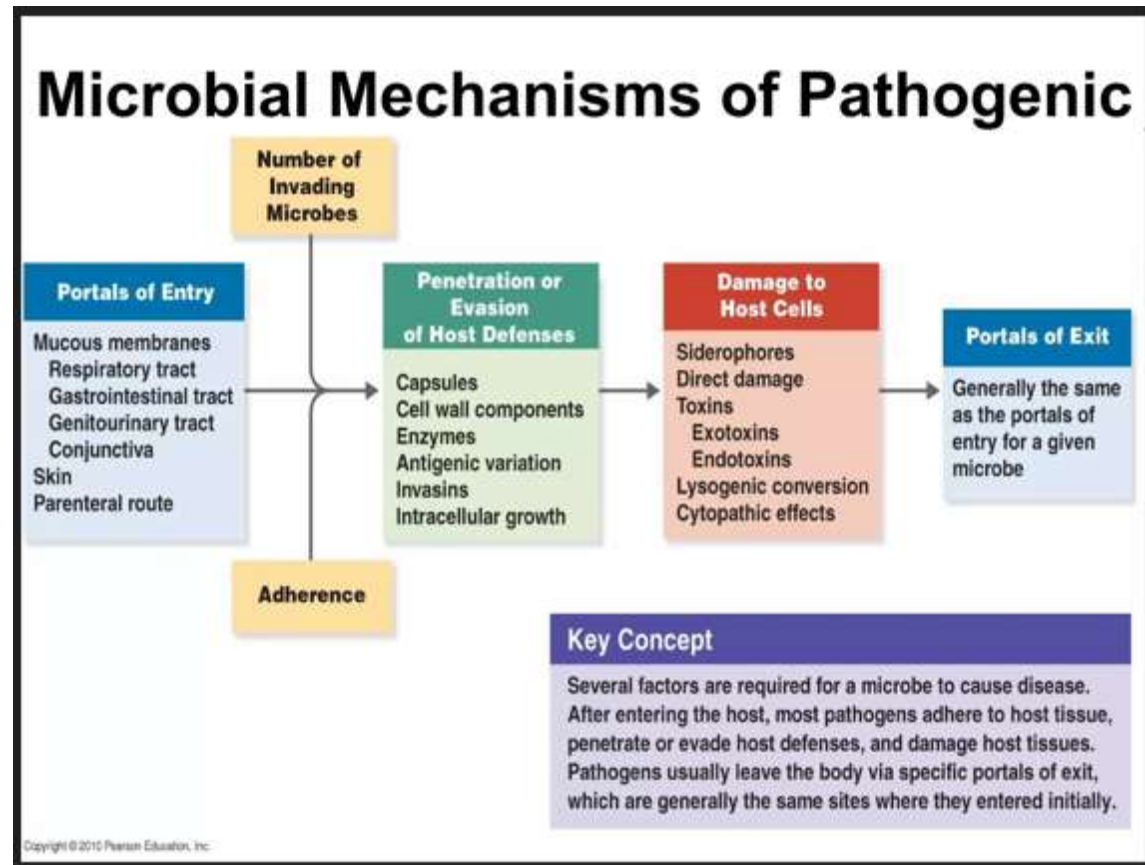 Microbial Mechanisms of Pathogenic
Number of
Invading
Microbes
Portals of Entry
Mucous membranes
Respiratory tract
Gastrointestinal tract
Genitourinary tract
Conjunctiva
Skin
Parenteral route
Adherence
Penetration or
Evasion
of Host Defenses
Capsules
Cell wall components
Enzymes
Antigenic variation
Invasins
Intracellular growth
Damage to
Host Cells
Siderophores
Direct damage
Toxins
Exotoxins
Endotoxins
Lysogenic conversion
Cytopathic effects
Portals of Exit
Generally the same
as the portals of
entry for a given
microbe
Key Concept
Several factors are required for a microbe to cause disease.
After entering the host, most pathogens adhere to host tissue,
penetrate or evade host defenses, and damage host tissues.
Pathogens usually leave the body via specific portals of exit,
which are generally the same sites where they entered initially.
Copyright © 2010 Pearson Education, Inc.